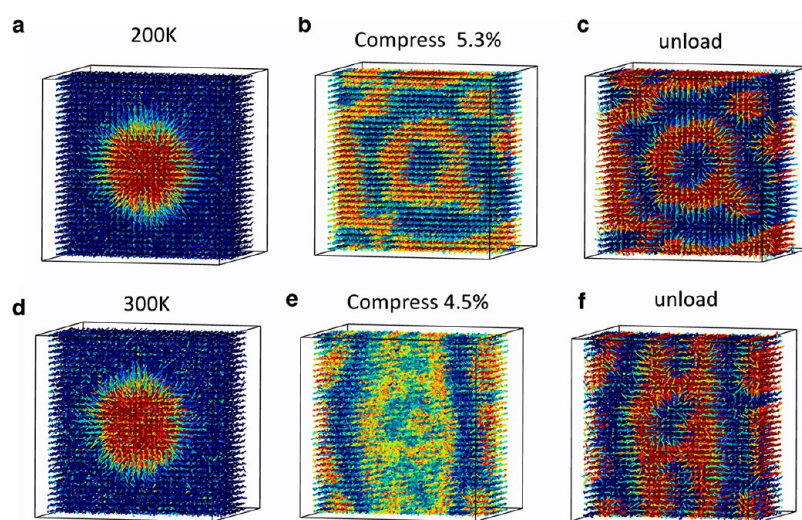 a
200K
b
Compress 5.3%
c
unload
d
300K
e
Compress 4.5%
f
unload